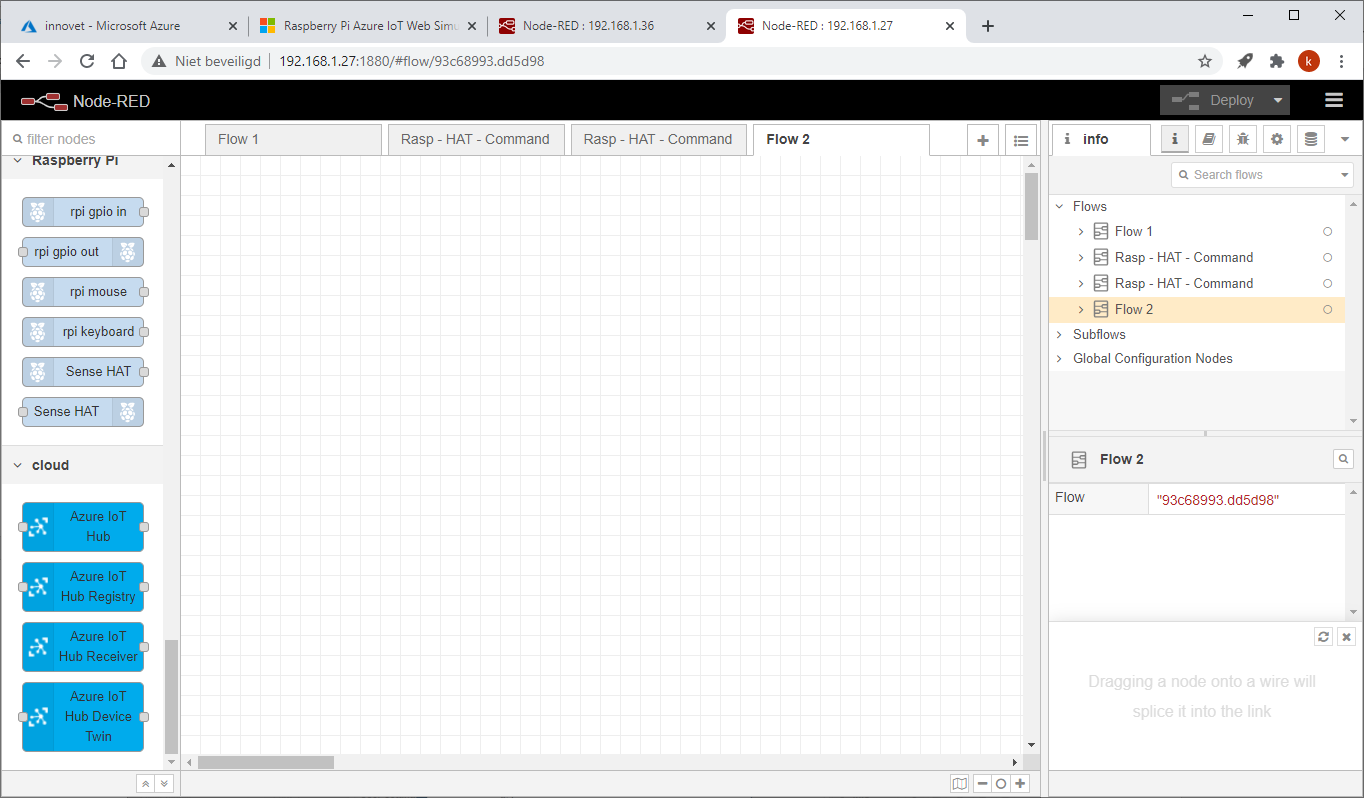 innovet - Microsoft Azure
Raspberry Pi Azure IoT Web Simu
Node-RED : 192.168.1.36
Node-RED : 192.168.1.27
Niet beveiligd
192.168.1.27:1880/#flow/93c68993.dd5d98
k
Node-RED
Deploy
filter nodes
Flow 1
Rasp - HAT - Command
Rasp - HAT - Command
Flow 2
i
info
i
Search flows
Raspberry Pi
rpi gpio in
rpi gpio out
rpi mouse
rpi keyboard
Sense HAT
Sense HAT
cloud
Azure IoT
Hub
Azure IoT
Hub Registry
Azure IoT
Hub Receiver
Azure IoT
Hub Device
Twin
Flows
Flow 1
Rasp - HAT - Command
Rasp - HAT - Command
Flow 2
Subflows
Global Configuration Nodes
Flow 2
Flow
"93c68993.dd5d98"
Dragging a node onto a wire will
splice it into the link